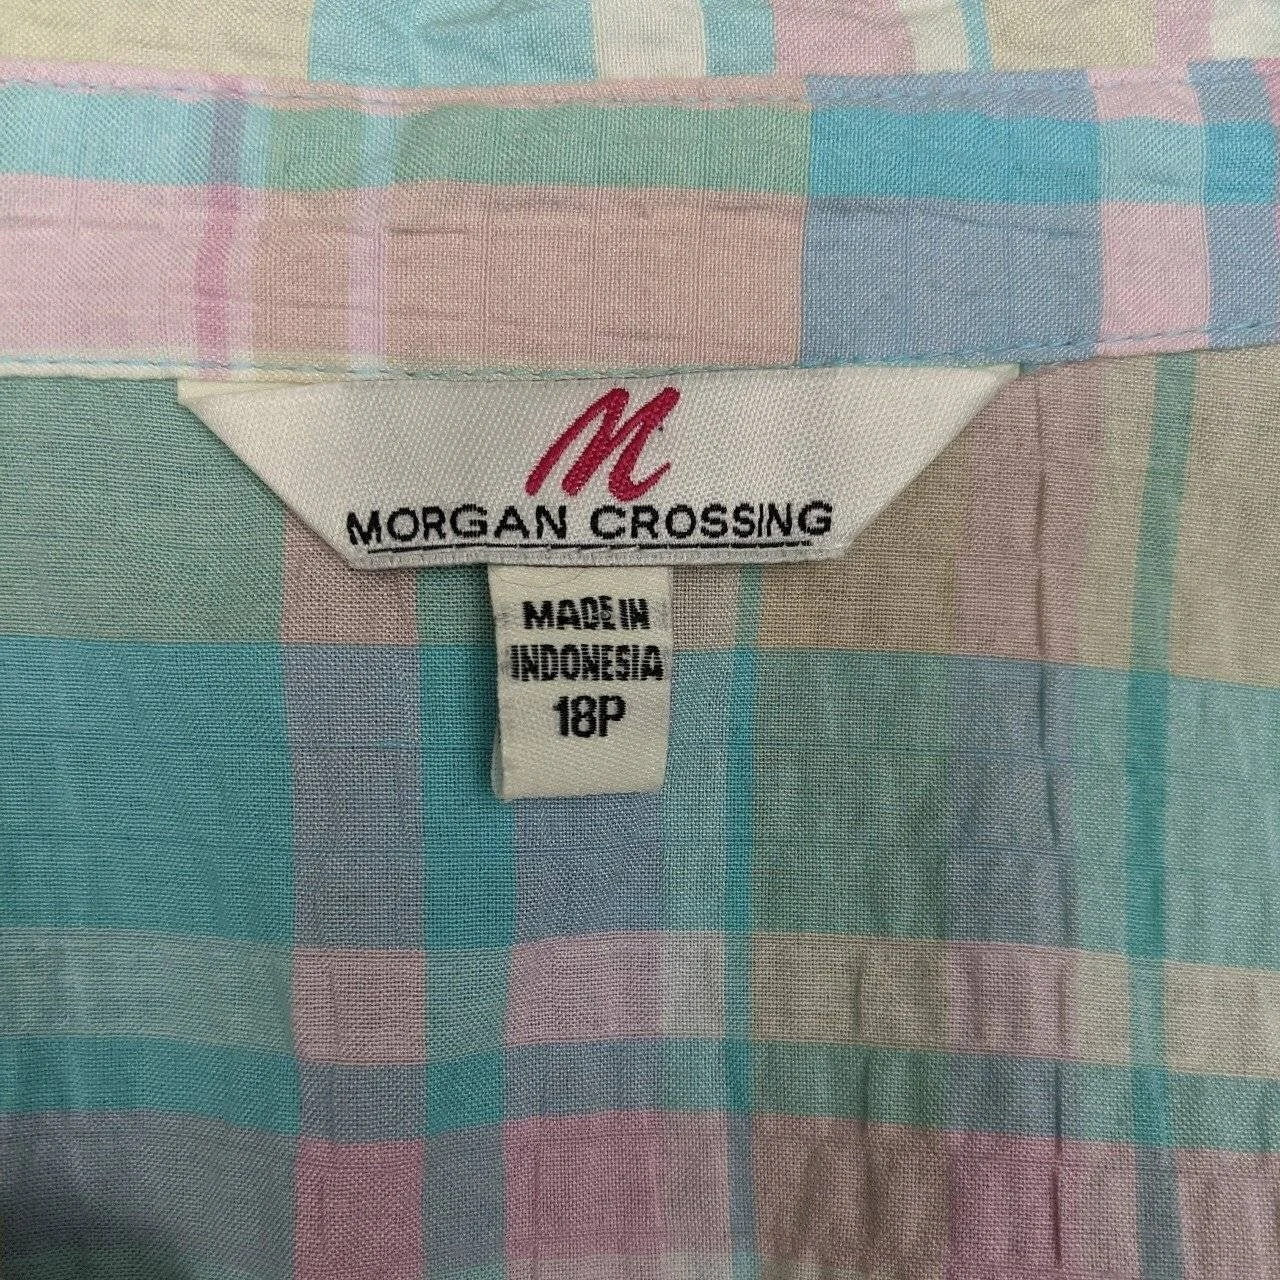 M
MORGAN CROSSING
MADE IN
INDONESIA
18P